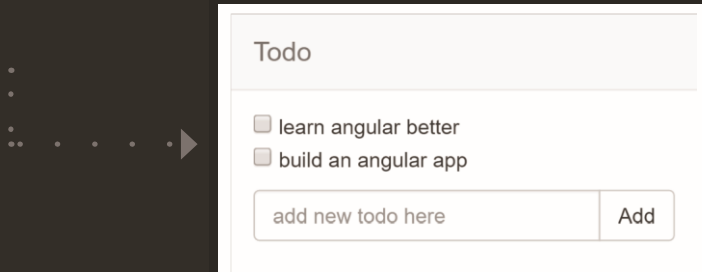 Todo
learn angular better
build an angular app
add new todo here
Add